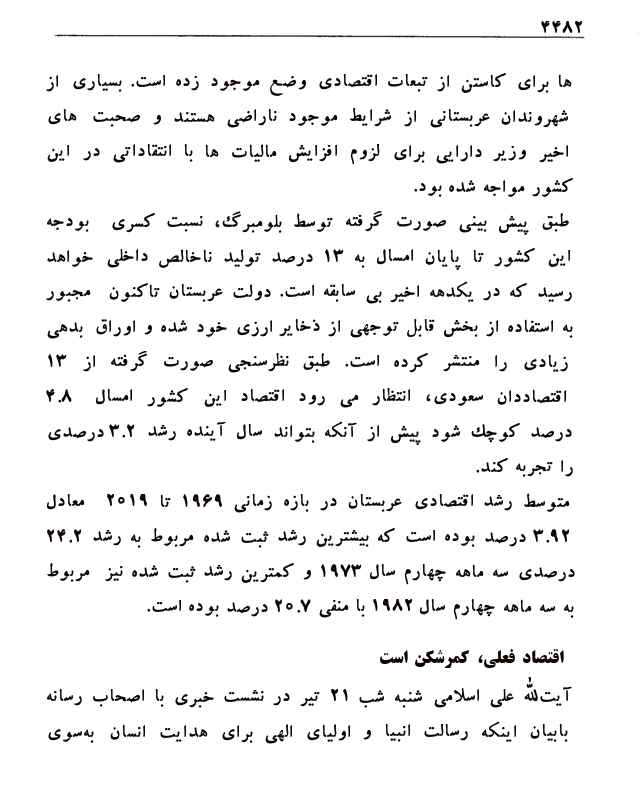 ۴۴۸۲
ها برای کاستن از تبعات اقتصادی وضع موجود زده است. بسیاری از
شهروندان عربستانی از شرایط موجود ناراضی هستند و صحبت های
اخیر وزیر دارایی برای لزوم افزایش مالیات ها با انتقاداتی در این
کشور مواجه شده بود.
طبق پیش بینی صورت گرفته توسط بلومبرگ، نسبت کسری بودجه
این کشور تا پایان امسال به ۱۳ درصد تولید ناخالص داخلی خواهد
رسید که در یکدهه اخیر بی سابقه است. دولت عربستان تاکنون مجبور
به استفاده از بخش قابل توجهی از ذخایر ارزی خود شده و اوراق بدهی
زیادی را منتشر کرده است. طبق نظرسنجی صورت گرفته از ۱۳
اقتصاددان سعودی، انتظار می رود اقتصاد این کشور امسال ۴.۸
درصد کوچک شود پیش از آنکه بتواند سال آینده رشد ۳.۲ درصدی
را تجربه کند.
متوسط رشد اقتصادی عربستان در بازه زمانی ۱۹۶۹ تا ۲۰۱۹ معادل
۳.۹۲ درصد بوده است که بیشترین رشد ثبت شده مربوط به رشد ۲۴.۲
درصدی سه ماهه چهارم سال ۱۹۷۳ و کمترین رشد ثبت شده نیز مربوط
به سه ماهه چهارم سال ۱۹۸۲ با منفی ۲۰.۷ درصد بوده است.
اقتصاد فعلی، کمرشکن است
آیت‌الله علی اسلامی شنبه شب ۲۱ تیر در نشست خبری با اصحاب رسانه
بابیان اینکه رسالت انبیا و اولیای الهی برای هدایت انسان به‌سوی